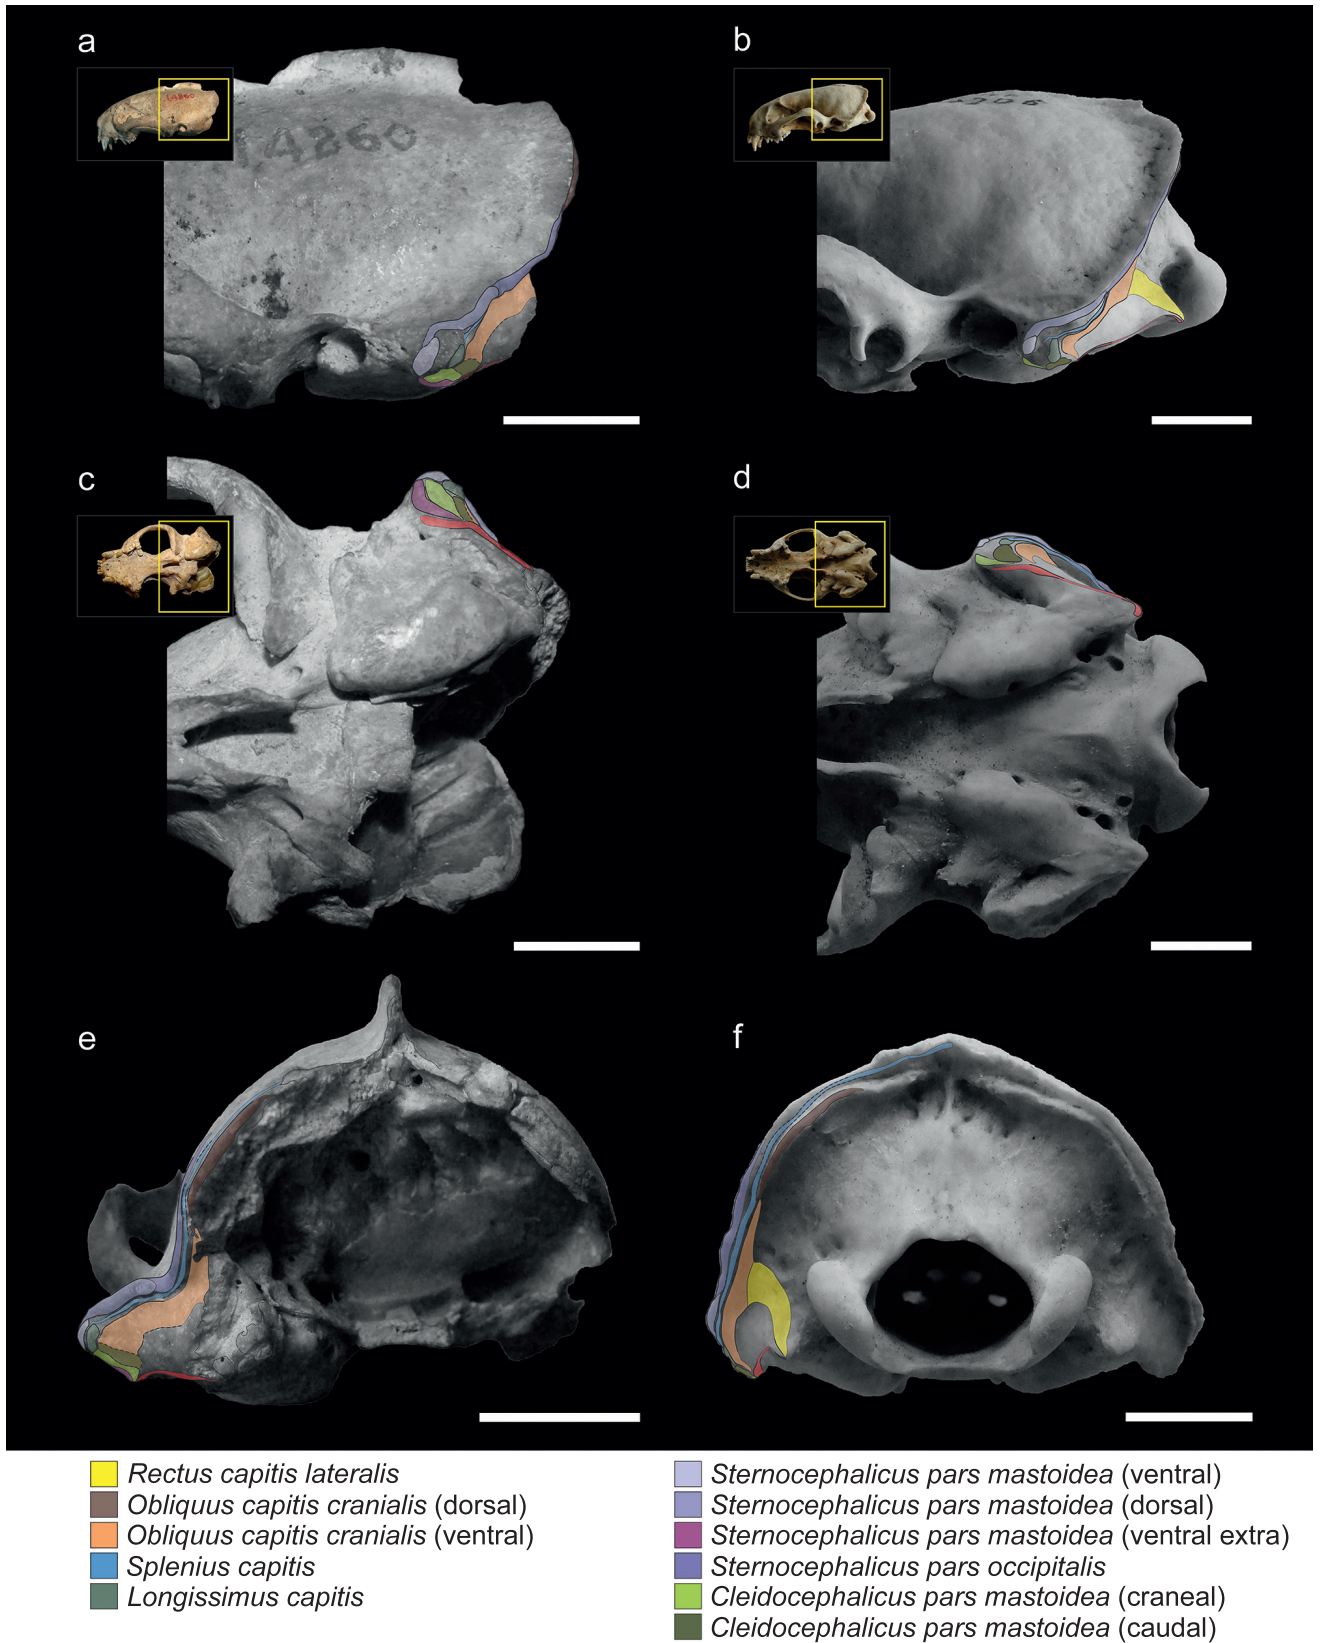 a
b
14260
14860
c
d
e
f
Rectus capitis lateralis
Obliquus capitis cranialis (dorsal)
Obliquus capitis cranialis (ventral)
Splenius capitis
Longissimus capitis
Sternocephalicus pars mastoidea (ventral)
Sternocephalicus pars mastoidea (dorsal)
Sternocephalicus pars mastoidea (ventral extra)
Sternocephalicus pars occipitalis
Cleidocephalicus pars mastoidea (craneal)
Cleidocephalicus pars mastoidea (caudal)